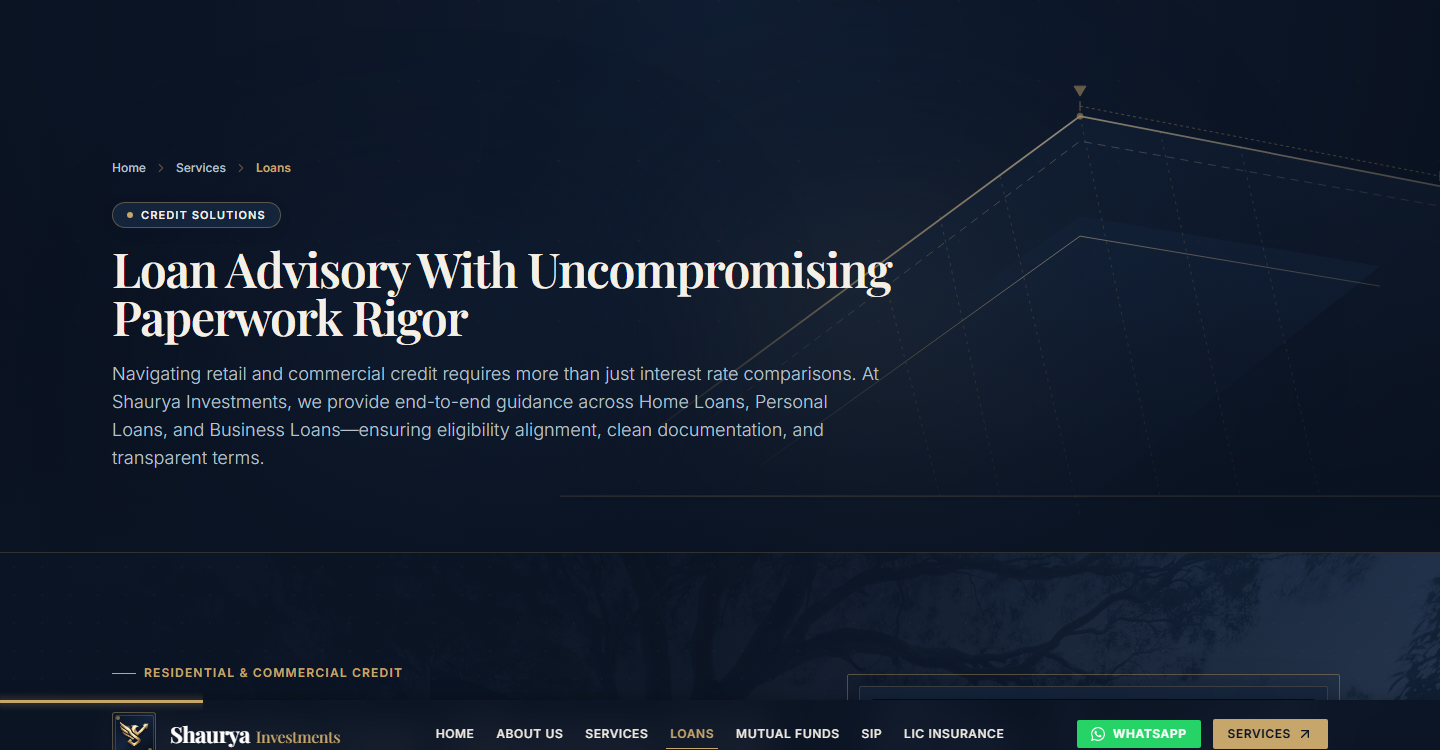 Home > Services > Loans
CREDIT SOLUTIONS
Loan Advisory With Uncompromising
Paperwork Rigor
Navigating retail and commercial credit requires more than just interest rate comparisons. At
Shaurya Investments, we provide end-to-end guidance across Home Loans, Personal
Loans, and Business Loans—ensuring eligibility alignment, clean documentation, and
transparent terms.
RESIDENTIAL & COMMERCIAL CREDIT
Shaurya Investments HOME ABOUT US SERVICES LOANS MUTUAL FUNDS SIP LIC INSURANCE WHATSAPP SERVICES